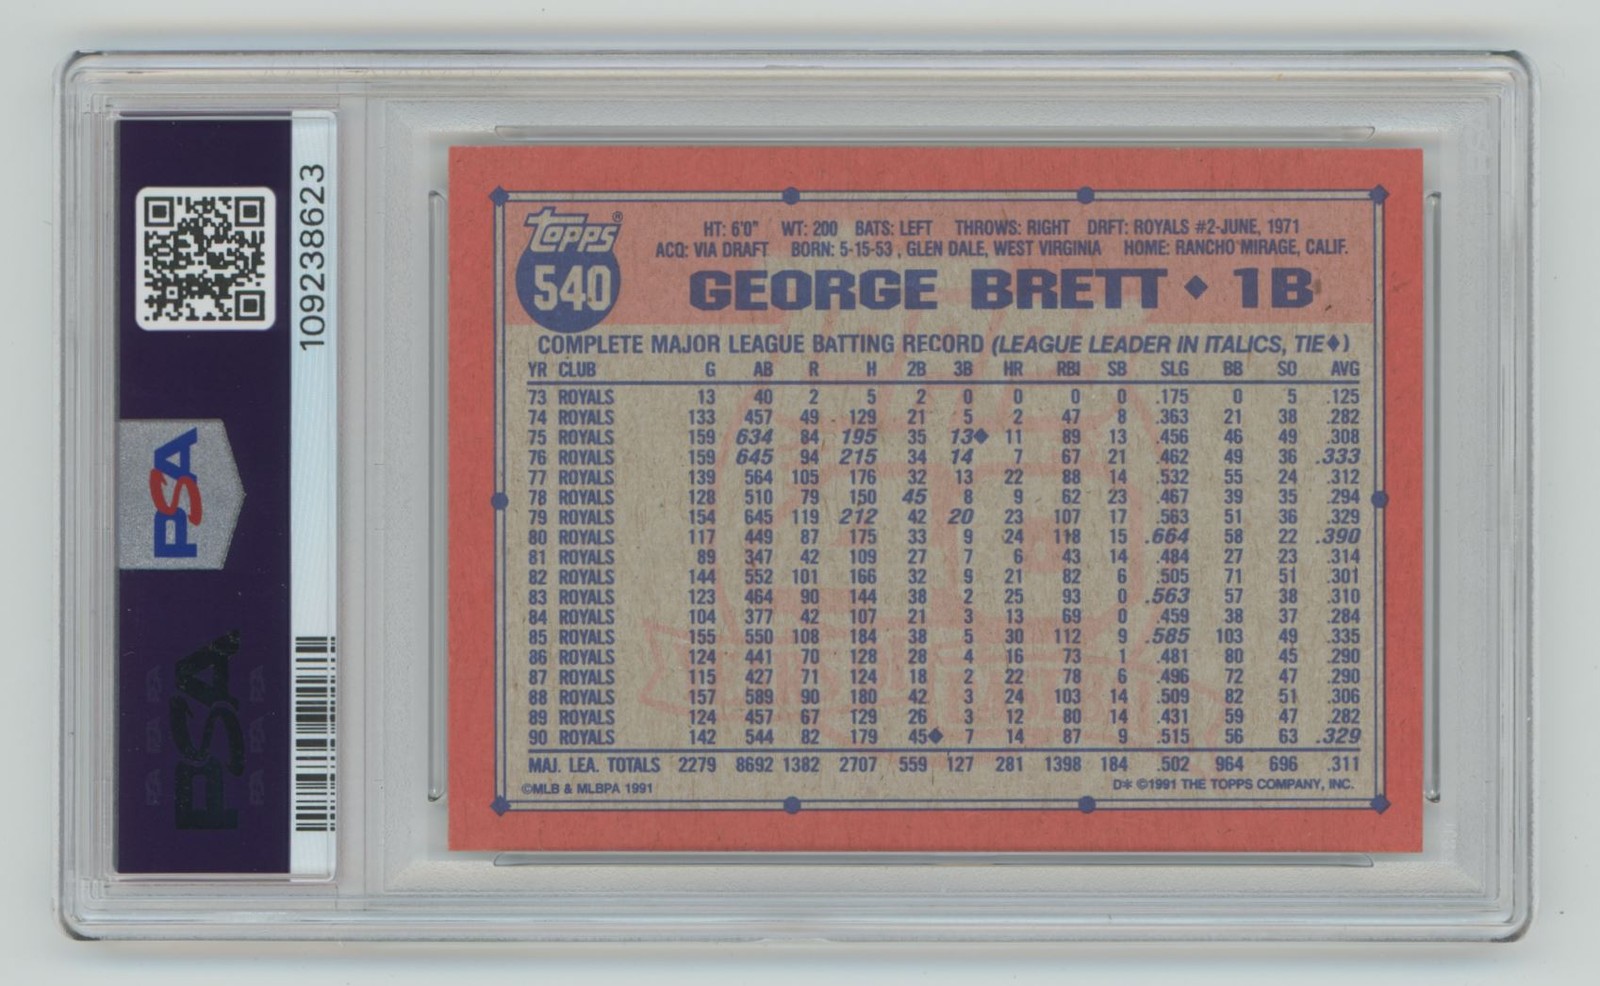 109238623
PSA
PSA
Topps®
540
HT: 6'0" WT: 200 BATS: LEFT THROWS: RIGHT DRFT: ROYALS #2-JUNE, 1971
ACQ: VIA DRAFT BORN: 5-15-53 , GLEN DALE, WEST VIRGINIA HOME: RANCHO MIRAGE, CALIF.
GEORGE BRETT ♦ 1B
COMPLETE MAJOR LEAGUE BATTING RECORD (LEAGUE LEADER IN ITALICS, TIE♦)
YR CLUB G AB R H 2B 3B HR RBI SB SLG BB SO AVG
73 ROYALS 13 40 2 5 2 0 0 0 0 .175 0 5 .125
74 ROYALS 133 457 49 129 21 5 2 47 8 .363 21 38 .282
75 ROYALS 159 634 84 195 35 13♦ 11 89 13 .456 46 49 .308
76 ROYALS 159 645 94 215 34 14 7 67 21 .462 49 36 .333
77 ROYALS 139 564 105 176 32 13 22 88 14 .532 55 24 .312
78 ROYALS 128 510 79 150 45 8 9 62 23 .467 39 35 .294
79 ROYALS 154 645 119 212 42 20 23 107 17 .563 51 36 .329
80 ROYALS 117 449 87 175 33 9 24 118 15 .664 58 22 .390
81 ROYALS 89 347 42 109 27 7 6 43 14 .484 27 23 .314
82 ROYALS 144 552 101 166 32 9 21 82 6 .505 71 51 .301
83 ROYALS 123 464 90 144 38 2 25 93 0 .563 57 38 .310
84 ROYALS 104 377 42 107 21 3 13 69 0 .459 38 37 .284
85 ROYALS 155 550 108 184 38 5 30 112 9 .585 103 49 .335
86 ROYALS 124 441 70 128 28 4 16 73 1 .481 80 45 .290
87 ROYALS 115 427 71 124 18 2 22 78 6 .496 72 47 .290
88 ROYALS 157 589 90 180 42 3 24 103 14 .509 82 51 .306
89 ROYALS 124 457 67 129 26 3 12 80 14 .431 59 47 .282
90 ROYALS 142 544 82 179 45♦ 7 14 87 9 .515 56 63 .329
MAJ. LEA. TOTALS 2279 8692 1382 2707 559 127 281 1398 184 .502 964 696 .311
©MLB & MLBPA 1991 D* ©1991 THE TOPPS COMPANY, INC.